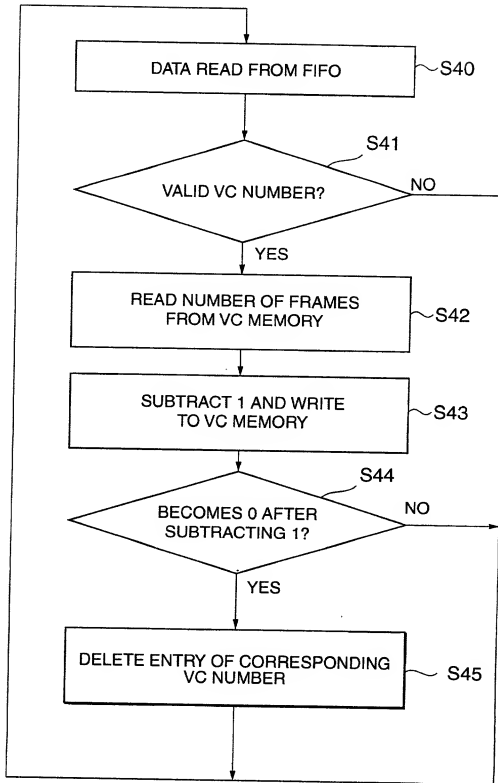 DATA READ FROM FIFO
S40
S41
VALID VC NUMBER?
NO
YES
READ NUMBER OF FRAMES
FROM VC MEMORY
S42
SUBTRACT 1 AND WRITE
TO VC MEMORY
S43
S44
BECOMES 0 AFTER
SUBTRACTING 1?
NO
YES
DELETE ENTRY OF CORRESPONDING
VC NUMBER
S45